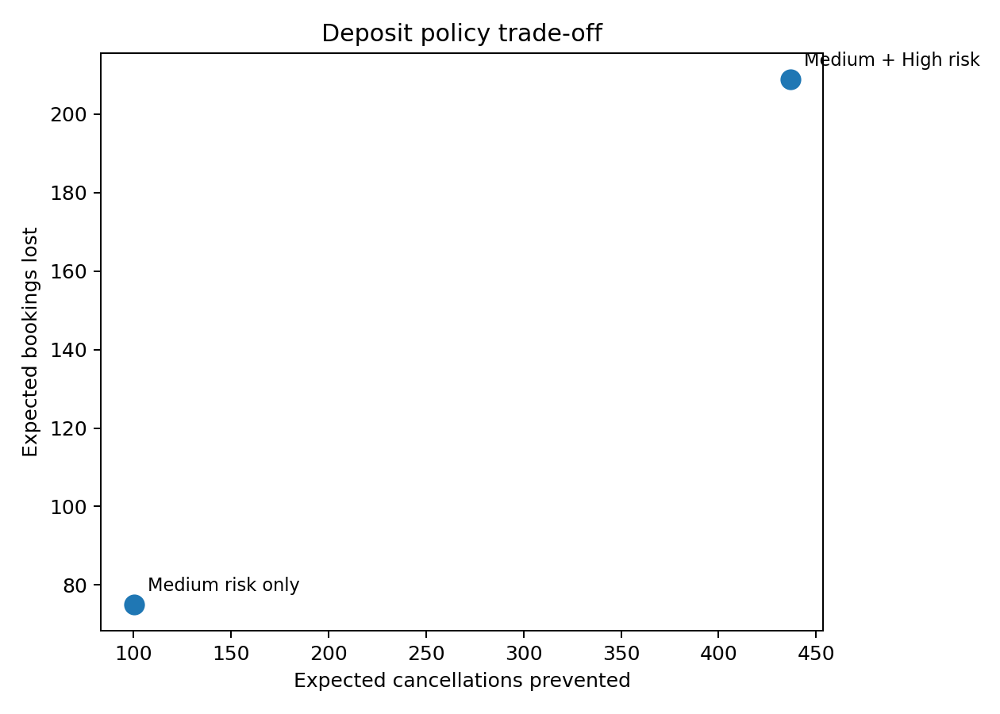 Deposit policy trade-off
Medium + High risk
200
180
160
140
120
100
80
Expected bookings lost
Medium risk only
100 150 200 250 300 350 400 450
Expected cancellations prevented